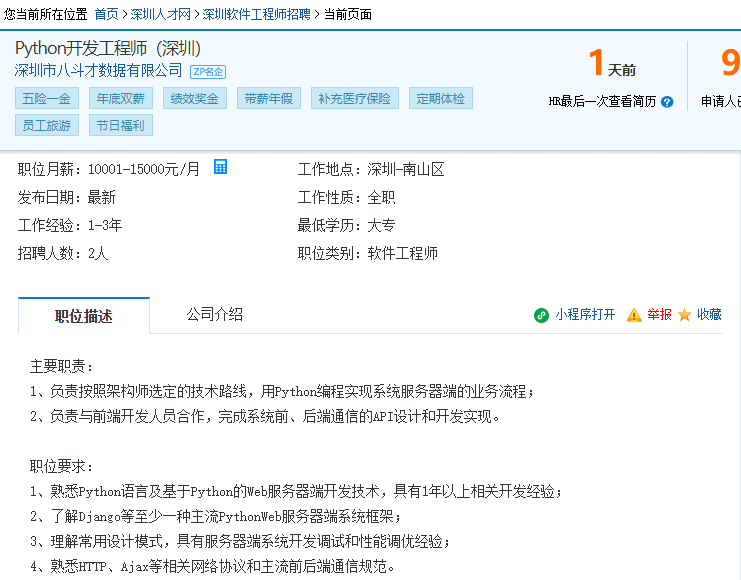 您当前所在位置 首页 > 深圳人才网 > 深圳软件工程师招聘 > 当前页面
Python开发工程师（深圳）
深圳市八斗才数据有限公司 ZP名企
五险一金 年底双薪 绩效奖金 带薪年假 补充医疗保险 定期体检
员工旅游 节日福利
1天前
HR最后一次查看简历 ?
9
申请人
职位月薪：10001-15000元/月 工作地点：深圳-南山区
发布日期：最新 工作性质：全职
工作经验：1-3年 最低学历：大专
招聘人数：2人 职位类别：软件工程师
职位描述 公司介绍 小程序打开 举报 收藏
主要职责：
1、负责按照架构师选定的技术路线，用Python编程实现系统服务器端的业务流程；
2、负责与前端开发人员合作，完成系统前、后端通信的API设计和开发实现。
职位要求：
1、熟悉Python语言及基于Python的Web服务器端开发技术，具有1年以上相关开发经验；
2、了解Django等至少一种主流PythonWeb服务器端系统框架；
3、理解常用设计模式，具有服务器端系统开发调试和性能调优经验；
4、熟悉HTTP、Ajax等相关网络协议和主流前后端通信规范。